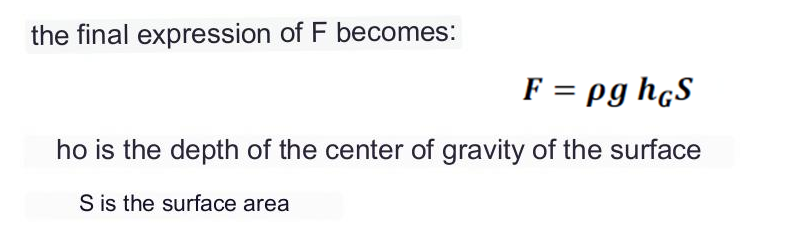 the final expression of F becomes:
F = ρg h_G S
ho is the depth of the center of gravity of the surface
S is the surface area